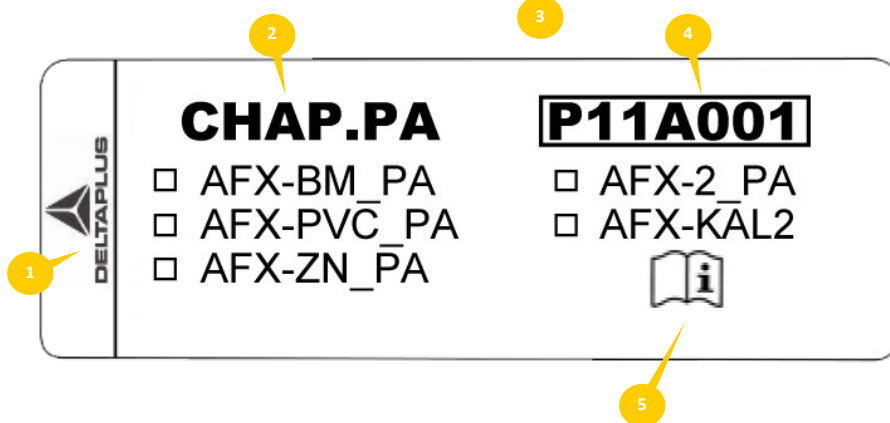 2
3
4
CHAP.PA
P11A001
AFX-BM_PA
AFX-2_PA
AFX-PVC_PA
AFX-KAL2
AFX-ZN_PA
i
DELTAPLUS
1
5